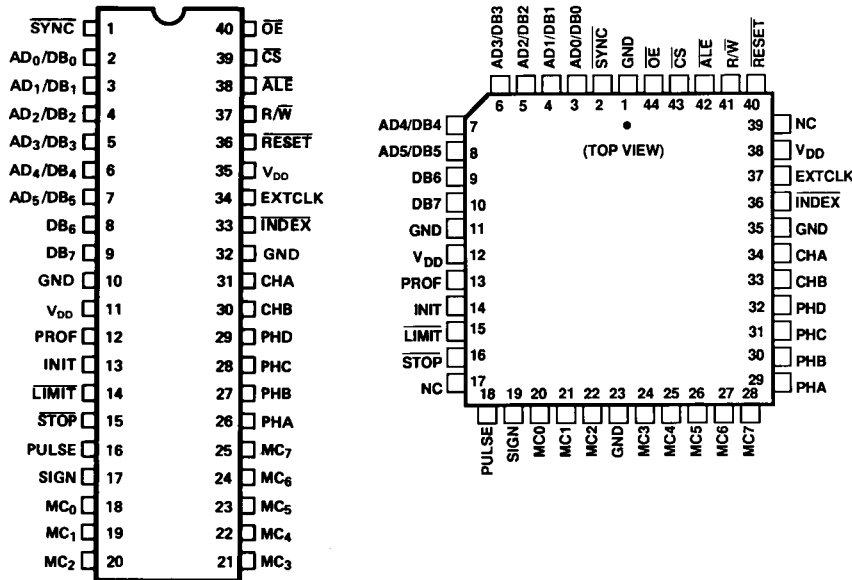 SYNC 1 40 OE
AD0/DB0 2 39 CS
AD1/DB1 3 38 ALE
AD2/DB2 4 37 R/W
AD3/DB3 5 36 RESET
AD4/DB4 6 35 VDD
AD5/DB5 7 34 EXTCLK
DB6 8 33 INDEX
DB7 9 32 GND
GND 10 31 CHA
VDD 11 30 CHB
PROF 12 29 PHD
INIT 13 28 PHC
LIMIT 14 27 PHB
STOP 15 26 PHA
PULSE 16 25 MC7
SIGN 17 24 MC6
MC0 18 23 MC5
MC1 19 22 MC4
MC2 20 21 MC3
AD3/DB3 AD2/DB2 AD1/DB1 AD0/DB0 SYNC GND OE CS ALE R/W RESET
6 5 4 3 2 1 44 43 42 41 40
AD4/DB4 7 39 NC
AD5/DB5 8 (TOP VIEW) 38 VDD
DB6 9 37 EXTCLK
DB7 10 36 INDEX
GND 11 35 GND
VDD 12 34 CHA
PROF 13 33 CHB
INIT 14 32 PHD
LIMIT 15 31 PHC
STOP 16 30 PHB
NC 17 29 PHA
18 19 20 21 22 23 24 25 26 27 28
PULSE SIGN MC0 MC1 MC2 GND MC3 MC4 MC5 MC6 MC7